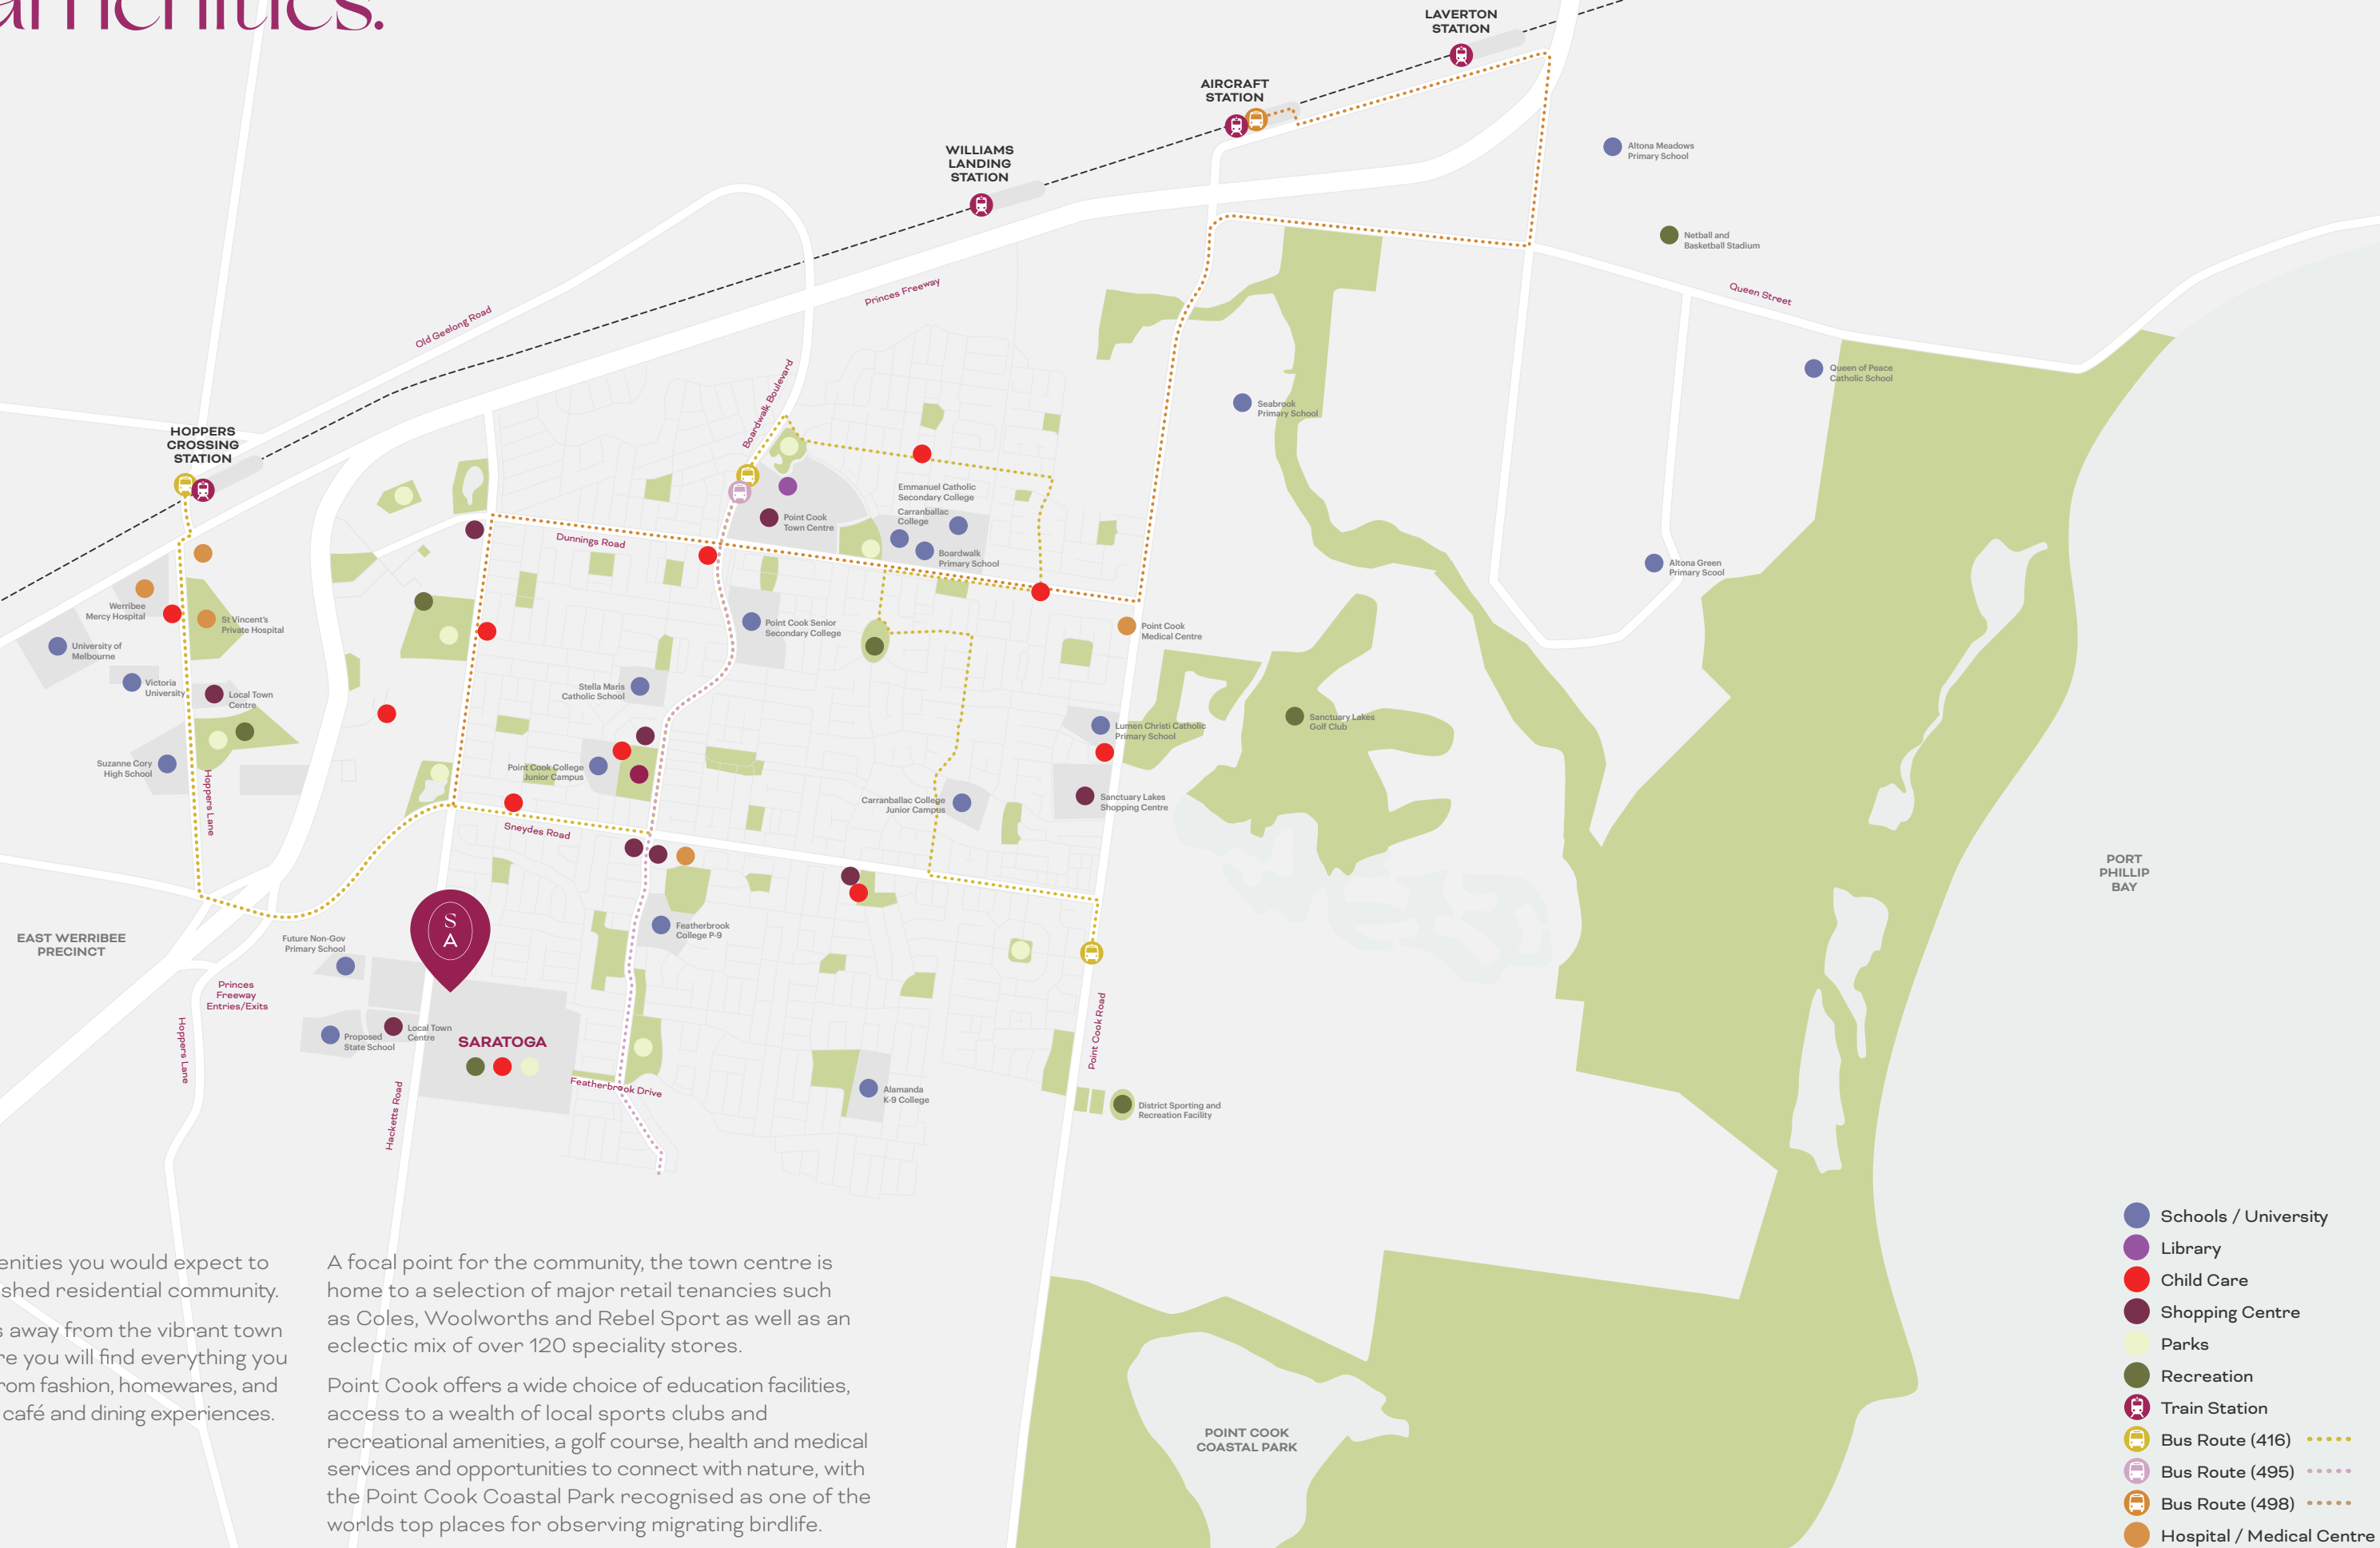 LAVERTON
STATION
AIRCRAFT
STATION
WILLIAMS
LANDING
STATION
Altona Meadows
Primary School
Netball and
Basketball Stadium
Queen Street
Princes Freeway
Old Geelong Road
Boardwalk Boulevard
Queen of Peace
Catholic School
Seabrook
Primary School
HOPPERS
CROSSING
STATION
Emmanuel Catholic
Secondary College
Carranballac
College
Point Cook
Town Centre
Boardwalk
Primary School
Dunnings Road
Altona Green
Primary Scool
Werribee
Mercy Hospital
St Vincent's
Private Hospital
Point Cook Senior
Secondary College
Point Cook
Medical Centre
University of
Melbourne
Victoria
University
Local Town
Centre
Stella Maris
Catholic School
Lumen Christi Catholic
Primary School
Sanctuary Lakes
Golf Club
Suzanne Cory
High School
Hoppers Lane
Point Cook College
Junior Campus
Carranballac College
Junior Campus
Sanctuary Lakes
Shopping Centre
Sneydes Road
PORT
PHILLIP
BAY
EAST WERRIBEE
PRECINCT
S
A
Future Non-Gov
Primary School
Featherbrook
College P-9
Princes
Freeway
Entries/Exits
Hoppers Lane
Proposed
State School
Local Town
Centre
SARATOGA
Point Cook Road
Featherbrook Drive
Hacketts Road
Alamanda
K-9 College
District Sporting and
Recreation Facility
enities you would expect to
shed residential community.
s away from the vibrant town
re you will find everything you
rom fashion, homewares, and
café and dining experiences.
A focal point for the community, the town centre is
home to a selection of major retail tenancies such
as Coles, Woolworths and Rebel Sport as well as an
eclectic mix of over 120 speciality stores.
Point Cook offers a wide choice of education facilities,
access to a wealth of local sports clubs and
recreational amenities, a golf course, health and medical
services and opportunities to connect with nature, with
the Point Cook Coastal Park recognised as one of the
worlds top places for observing migrating birdlife.
POINT COOK
COASTAL PARK
Schools / University
Library
Child Care
Shopping Centre
Parks
Recreation
Train Station
Bus Route (416)
Bus Route (495)
Bus Route (498)
Hospital / Medical Centre